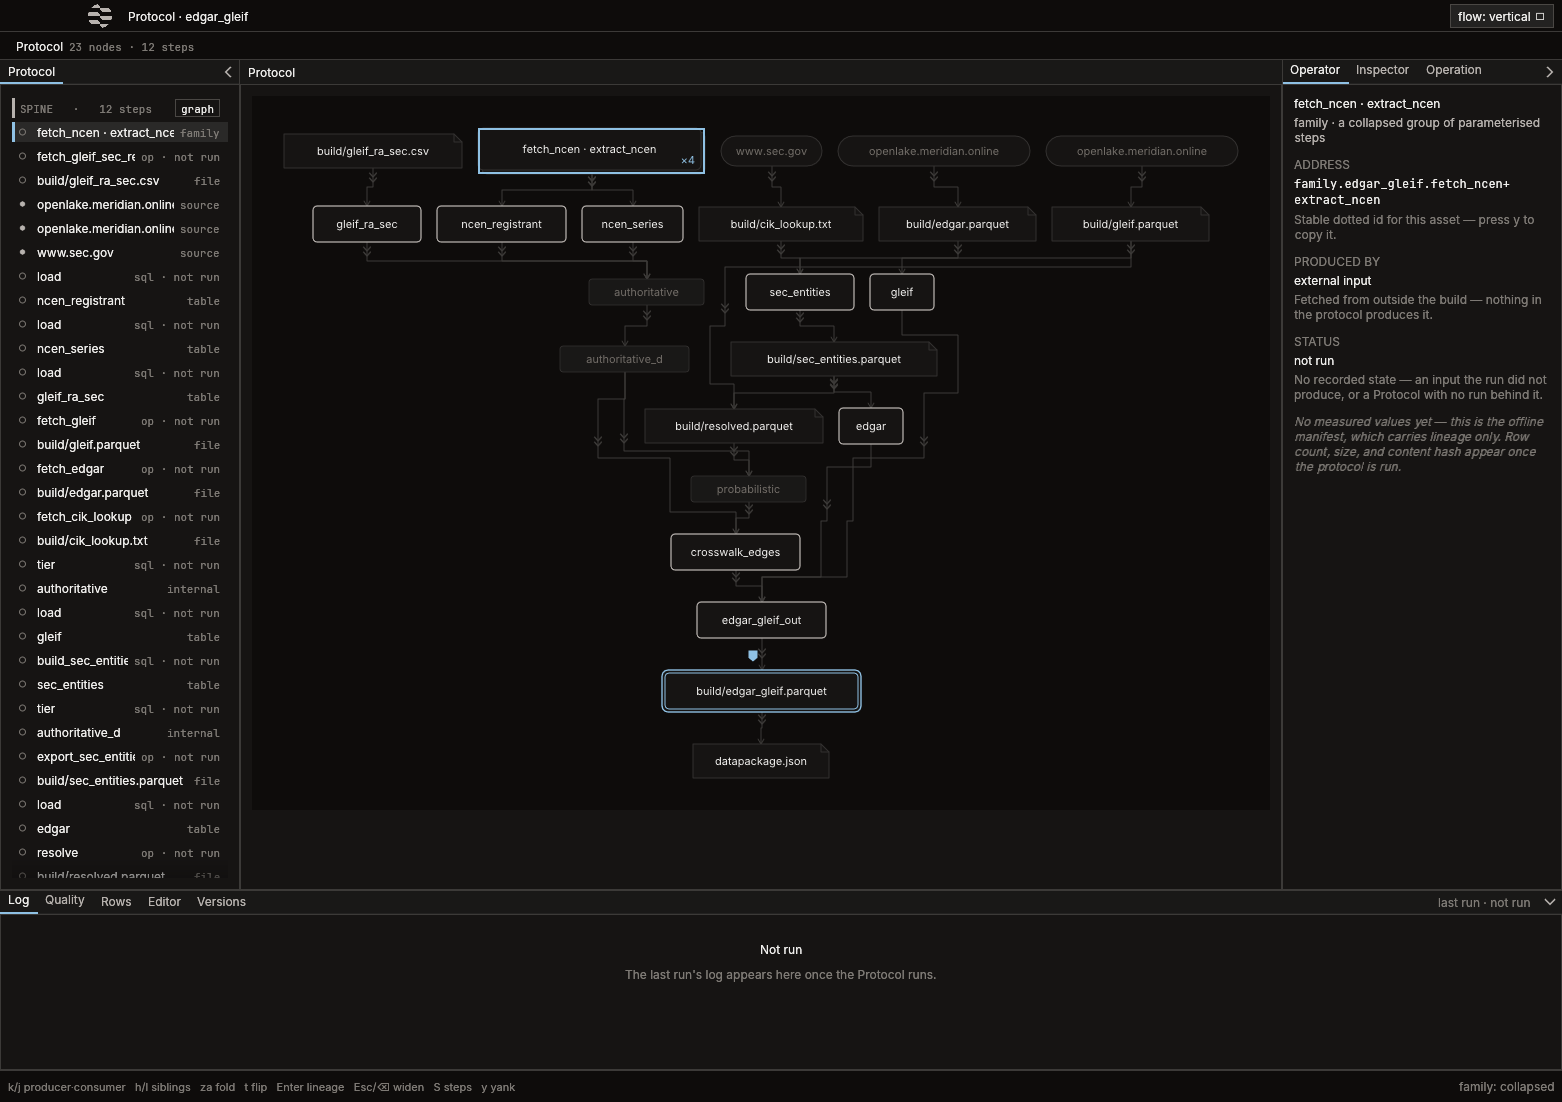 Protocol · edgar_gleif
flow: vertical
Protocol 23 nodes · 12 steps
Protocol
SPINE · 12 steps graph
fetch_ncen · extract_nce family
fetch_gleif_sec_re op · not run
build/gleif_ra_sec.csv file
openlake.meridian.online source
openlake.meridian.online source
www.sec.gov source
load sql · not run
ncen_registrant table
load sql · not run
ncen_series table
load sql · not run
gleif_ra_sec table
fetch_gleif op · not run
build/gleif.parquet file
fetch_edgar op · not run
build/edgar.parquet file
fetch_cik_lookup op · not run
build/cik_lookup.txt file
tier sql · not run
authoritative internal
load sql · not run
gleif table
build_sec_entitie sql · not run
sec_entities table
tier sql · not run
authoritative_d internal
export_sec_entitie op · not run
build/sec_entities.parquet file
load sql · not run
edgar table
resolve op · not run
build/resolved.parquet file
Protocol
build/gleif_ra_sec.csv
fetch_ncen · extract_ncen
×4
www.sec.gov
openlake.meridian.online
openlake.meridian.online
gleif_ra_sec
ncen_registrant
ncen_series
build/cik_lookup.txt
build/edgar.parquet
build/gleif.parquet
authoritative
sec_entities
gleif
authoritative_d
build/sec_entities.parquet
build/resolved.parquet
edgar
probabilistic
crosswalk_edges
edgar_gleif_out
build/edgar_gleif.parquet
datapackage.json
Operator Inspector Operation
fetch_ncen · extract_ncen
family · a collapsed group of parameterised
steps
ADDRESS
family.edgar_gleif.fetch_ncen+
extract_ncen
Stable dotted id for this asset — press y to
copy it.
PRODUCED BY
external input
Fetched from outside the build — nothing in
the protocol produces it.
STATUS
not run
No recorded state — an input the run did not
produce, or a Protocol with no run behind it.
No measured values yet — this is the offline
manifest, which carries lineage only. Row
count, size, and content hash appear once
the protocol is run.
Log Quality Rows Editor Versions
last run · not run
Not run
The last run's log appears here once the Protocol runs.
k/j producer·consumer h/l siblings za fold t flip Enter lineage Esc/⌫ widen S steps y yank
family: collapsed